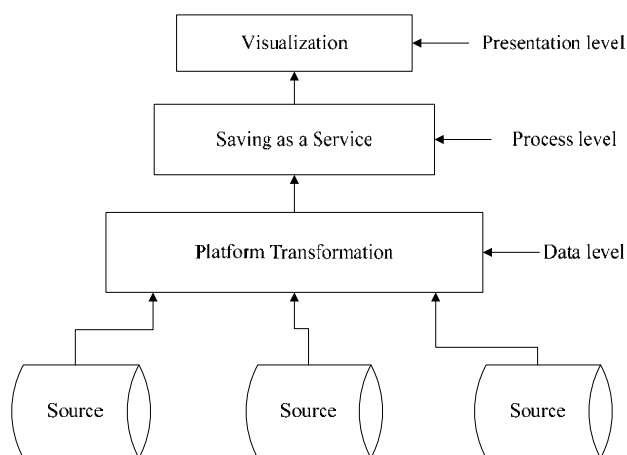 Visualization
Presentation level
Saving as a Service
Process level
Platform Transformation
Data level
Source
Source
Source